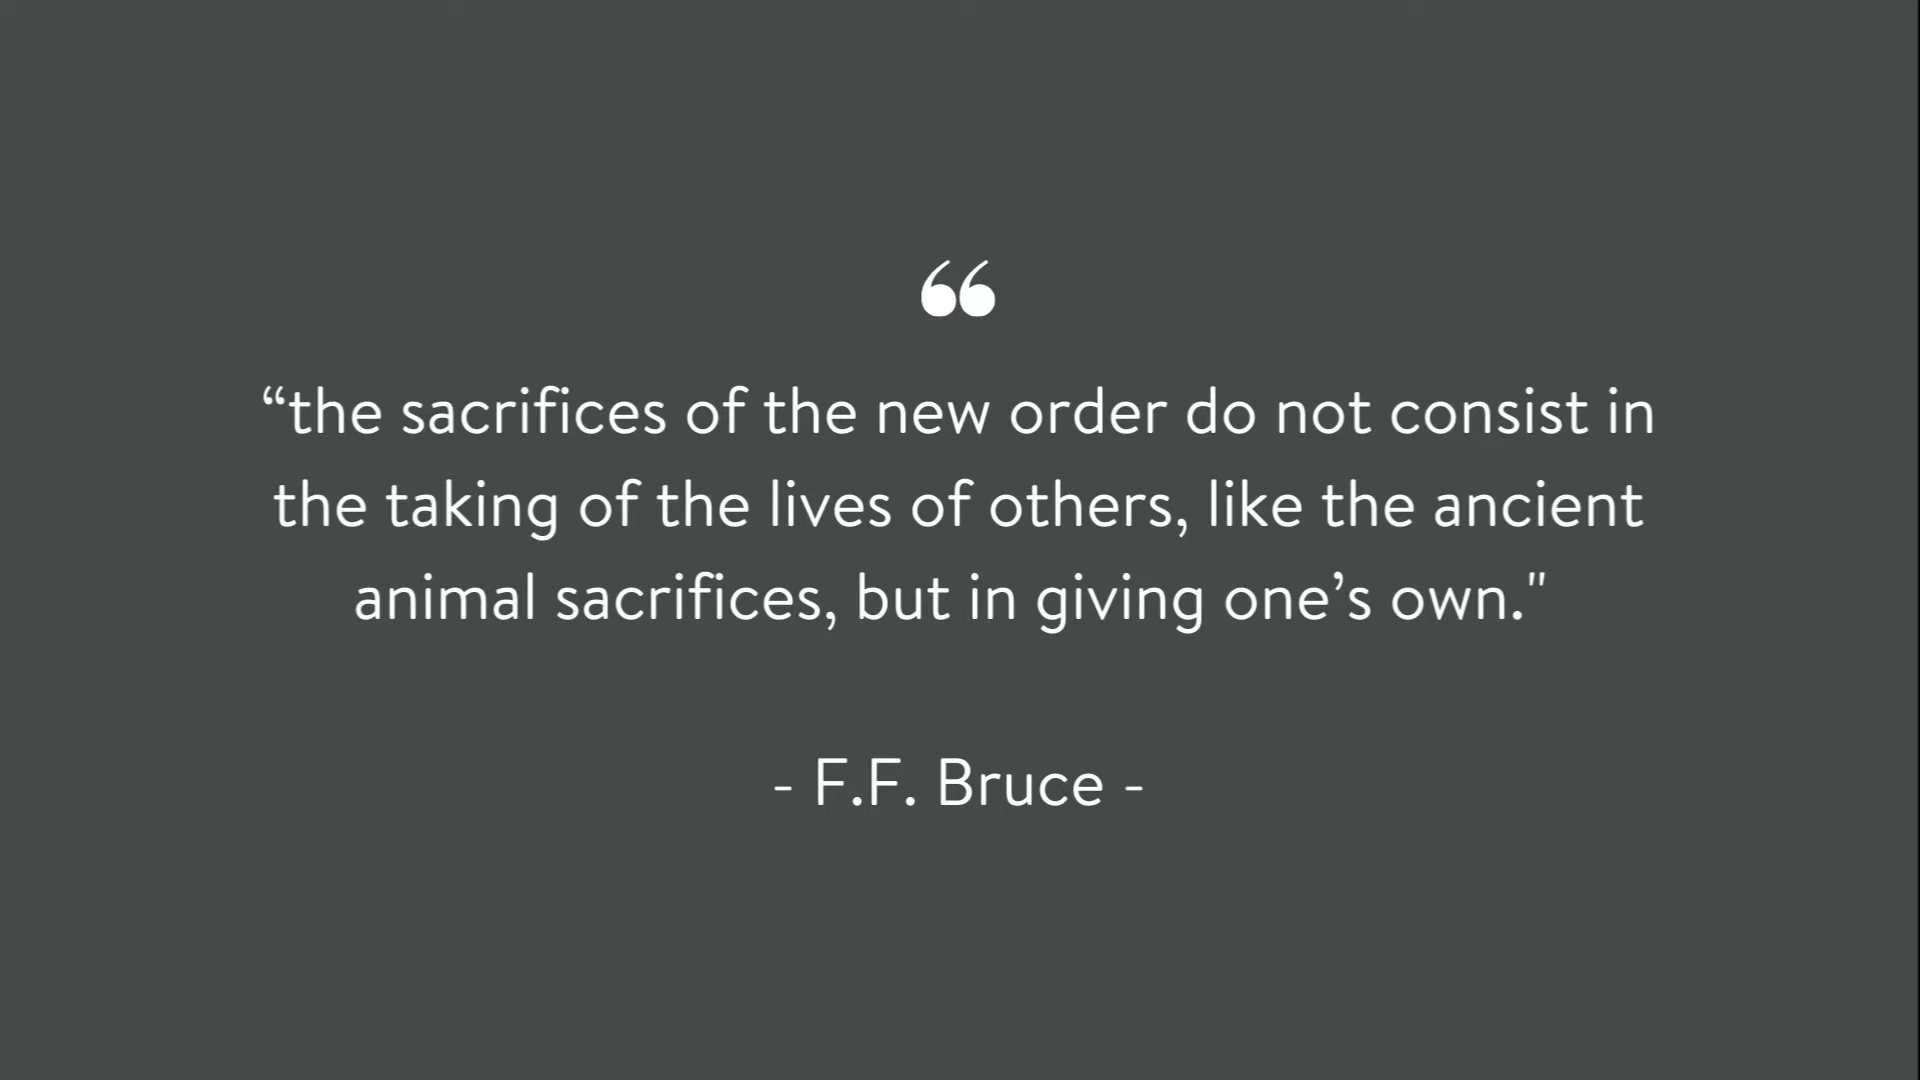 “
“the sacrifices of the new order do not consist in
the taking of the lives of others, like the ancient
animal sacrifices, but in giving one’s own."
- F.F. Bruce -